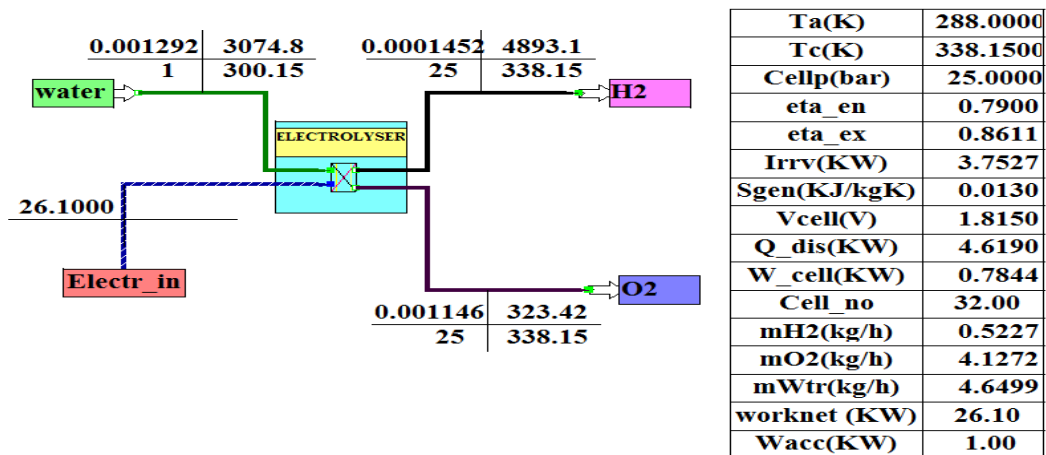 0.001292 3074.8
1 300.15
0.0001452 4893.1
25 338.15
water
H2
ELECTROLYSER
26.1000
Electr_in
O2
0.001146 323.42
25 338.15
Ta(K) 288.0000
Tc(K) 338.1500
Cellp(bar) 25.0000
eta_en 0.7900
eta_ex 0.8611
Irrv(KW) 3.7527
Sgen(KJ/kgK) 0.0130
Vcell(V) 1.8150
Q_dis(KW) 4.6190
W_cell(KW) 0.7844
Cell_no 32.00
mH2(kg/h) 0.5227
mO2(kg/h) 4.1272
mWtr(kg/h) 4.6499
worknet (KW) 26.10
Wacc(KW) 1.00